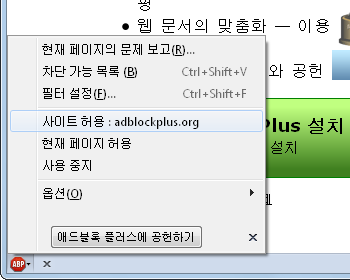 평
• 웹 문서의 맞춤화 — 이용
현재 페이지의 문제 보고(R)...
차단 가능 목록 (B) Ctrl+Shift+V
와 공헌
필터 설정(F)... Ctrl+Shift+F
사이트 허용 : adblockplus.org
Plus 설치
현재 페이지 허용
설치
사용 중지
옵션(O)
애드블록 플러스에 공헌하기
ABP